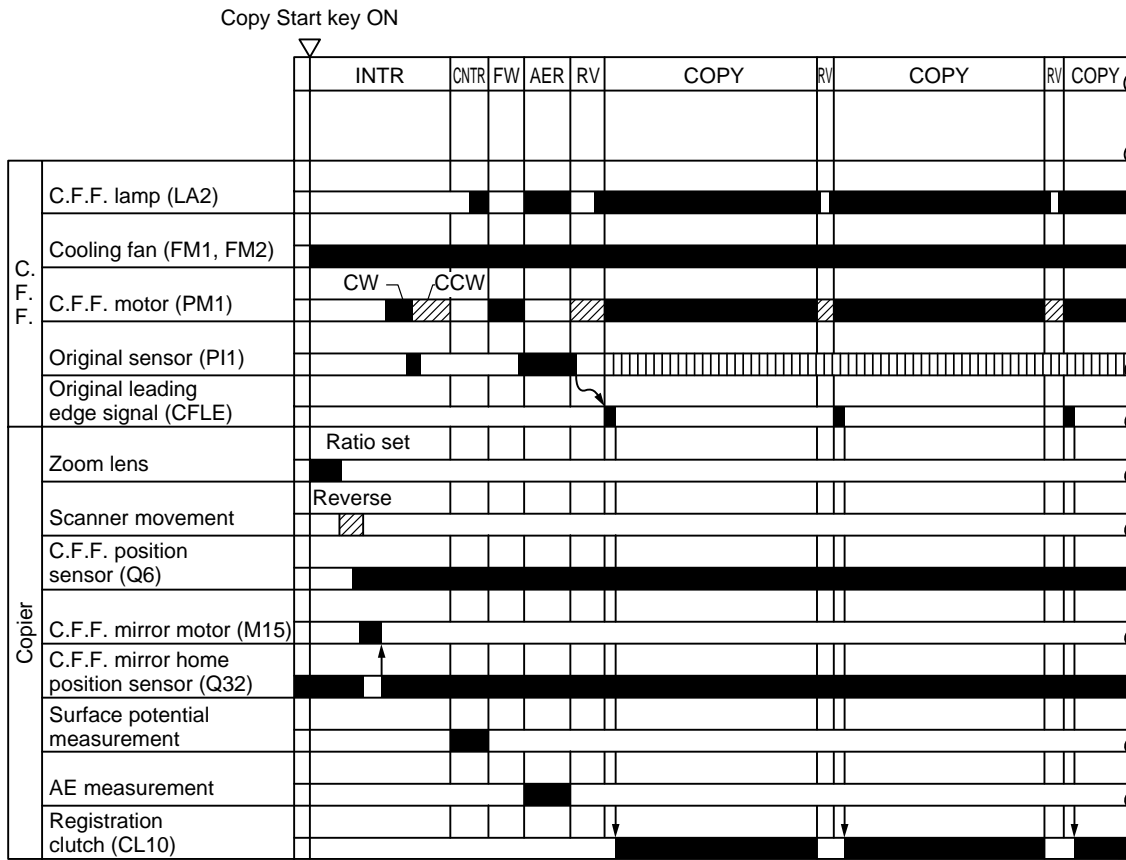 Copy Start key ON
INTR CNTR FW AER RV COPY RV COPY RV COPY
C.F.F.
C.F.F. lamp (LA2)
Cooling fan (FM1, FM2)
CW CCW
C.F.F. motor (PM1)
Original sensor (PI1)
Original leading
edge signal (CFLE)
Copier
Ratio set
Zoom lens
Reverse
Scanner movement
C.F.F. position
sensor (Q6)
C.F.F. mirror motor (M15)
C.F.F. mirror home
position sensor (Q32)
Surface potential
measurement
AE measurement
Registration
clutch (CL10)